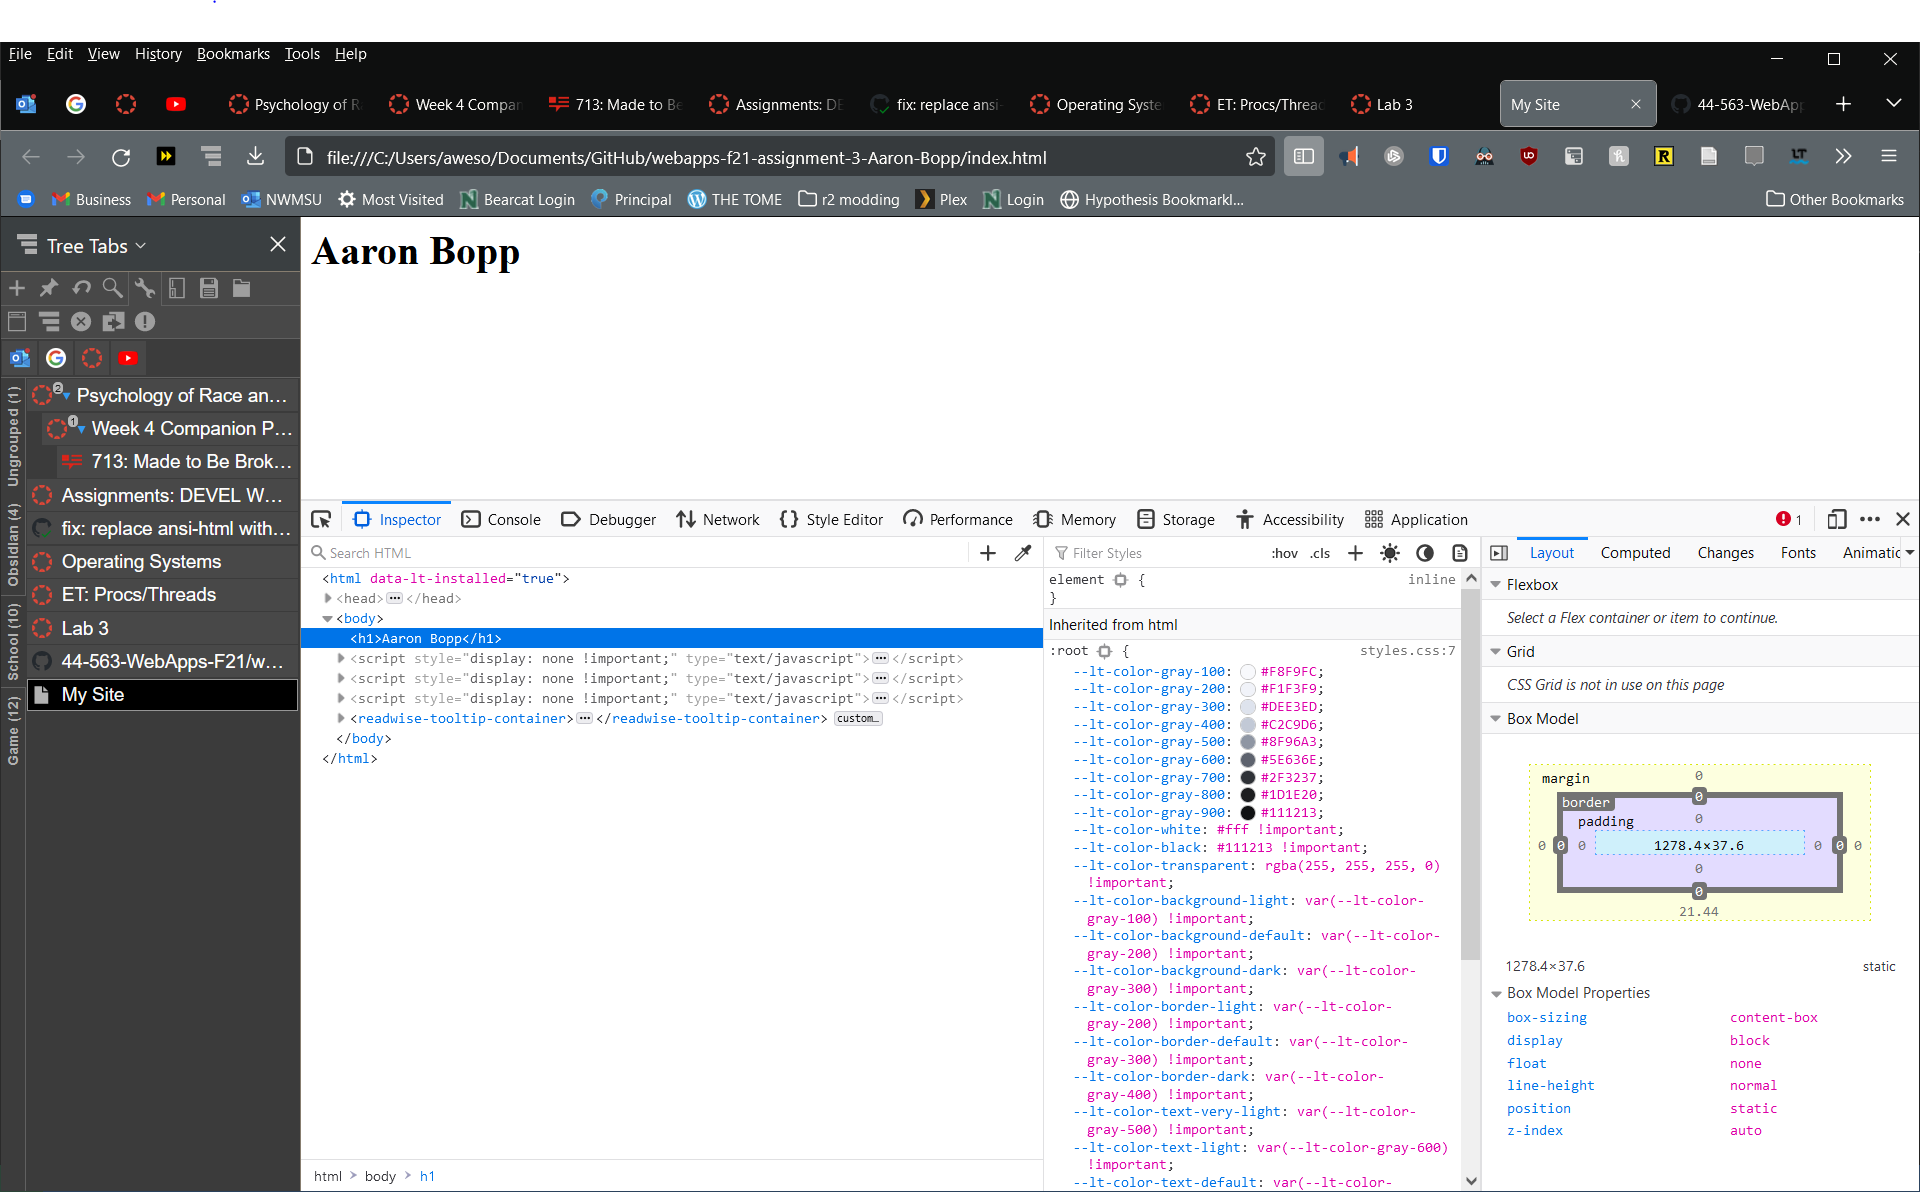 File Edit View History Bookmarks Tools Help
Psychology of R Week 4 Compan 713: Made to Be Assignments: DE fix: replace ansi- Operating Syste ET: Procs/Thread Lab 3 My Site 44-563-WebApp
file:///C:/Users/aweso/Documents/GitHub/webapps-f21-assignment-3-Aaron-Bopp/index.html
Business Personal NWMSU Most Visited Bearcat Login Principal THE TOME r2 modding Plex Login Hypothesis Bookmarkl... Other Bookmarks
Tree Tabs
Aaron Bopp
Ungrouped (1)
Obsidian (4)
School (10)
Game (12)
2 Psychology of Race an...
1 Week 4 Companion P...
713: Made to Be Brok...
Assignments: DEVEL W...
fix: replace ansi-html with...
Operating Systems
ET: Procs/Threads
Lab 3
44-563-WebApps-F21/w...
My Site
Inspector Console Debugger Network Style Editor Performance Memory Storage Accessibility Application 1
Search HTML
<html data-lt-installed="true">
<head>···</head>
<body>
<h1>Aaron Bopp</h1>
<script style="display: none !important;" type="text/javascript">···</script>
<script style="display: none !important;" type="text/javascript">···</script>
<script style="display: none !important;" type="text/javascript">···</script>
<readwise-tooltip-container>···</readwise-tooltip-container> custom…
</body>
</html>
html > body > h1
Filter Styles :hov .cls
element {
inline
}
Inherited from html
:root { styles.css:7
--lt-color-gray-100: #F8F9FC;
--lt-color-gray-200: #F1F3F9;
--lt-color-gray-300: #DEE3ED;
--lt-color-gray-400: #C2C9D6;
--lt-color-gray-500: #8F96A3;
--lt-color-gray-600: #5E636E;
--lt-color-gray-700: #2F3237;
--lt-color-gray-800: #1D1E20;
--lt-color-gray-900: #111213;
--lt-color-white: #fff !important;
--lt-color-black: #111213 !important;
--lt-color-transparent: rgba(255, 255, 255, 0)
!important;
--lt-color-background-light: var(--lt-color-
gray-100) !important;
--lt-color-background-default: var(--lt-color-
gray-200) !important;
--lt-color-background-dark: var(--lt-color-
gray-300) !important;
--lt-color-border-light: var(--lt-color-
gray-200) !important;
--lt-color-border-default: var(--lt-color-
gray-300) !important;
--lt-color-border-dark: var(--lt-color-
gray-400) !important;
--lt-color-text-very-light: var(--lt-color-
gray-500) !important;
--lt-color-text-light: var(--lt-color-gray-600)
!important;
--lt-color-text-default: var(--lt-color-
Layout Computed Changes Fonts Animatic
Flexbox
Select a Flex container or item to continue.
Grid
CSS Grid is not in use on this page
Box Model
margin 0
border 0
padding 0
0 0 0 1278.4×37.6 0 0 0
0
0
21.44
1278.4×37.6 static
Box Model Properties
box-sizing content-box
display block
float none
line-height normal
position static
z-index auto